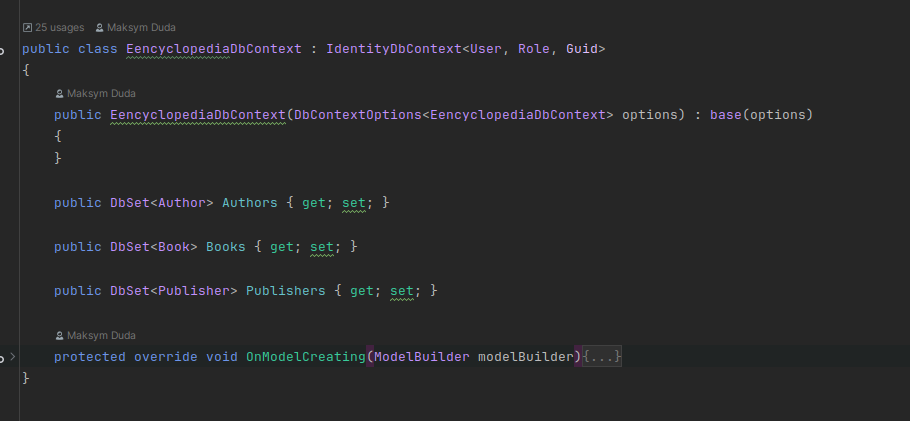 25 usages Maksym Duda
public class EencyclopediaDbContext : IdentityDbContext<User, Role, Guid>
{
Maksym Duda
public EencyclopediaDbContext(DbContextOptions<EencyclopediaDbContext> options) : base(options)
{
}
public DbSet<Author> Authors { get; set; }
public DbSet<Book> Books { get; set; }
public DbSet<Publisher> Publishers { get; set; }
Maksym Duda
protected override void OnModelCreating(ModelBuilder modelBuilder){...}
}